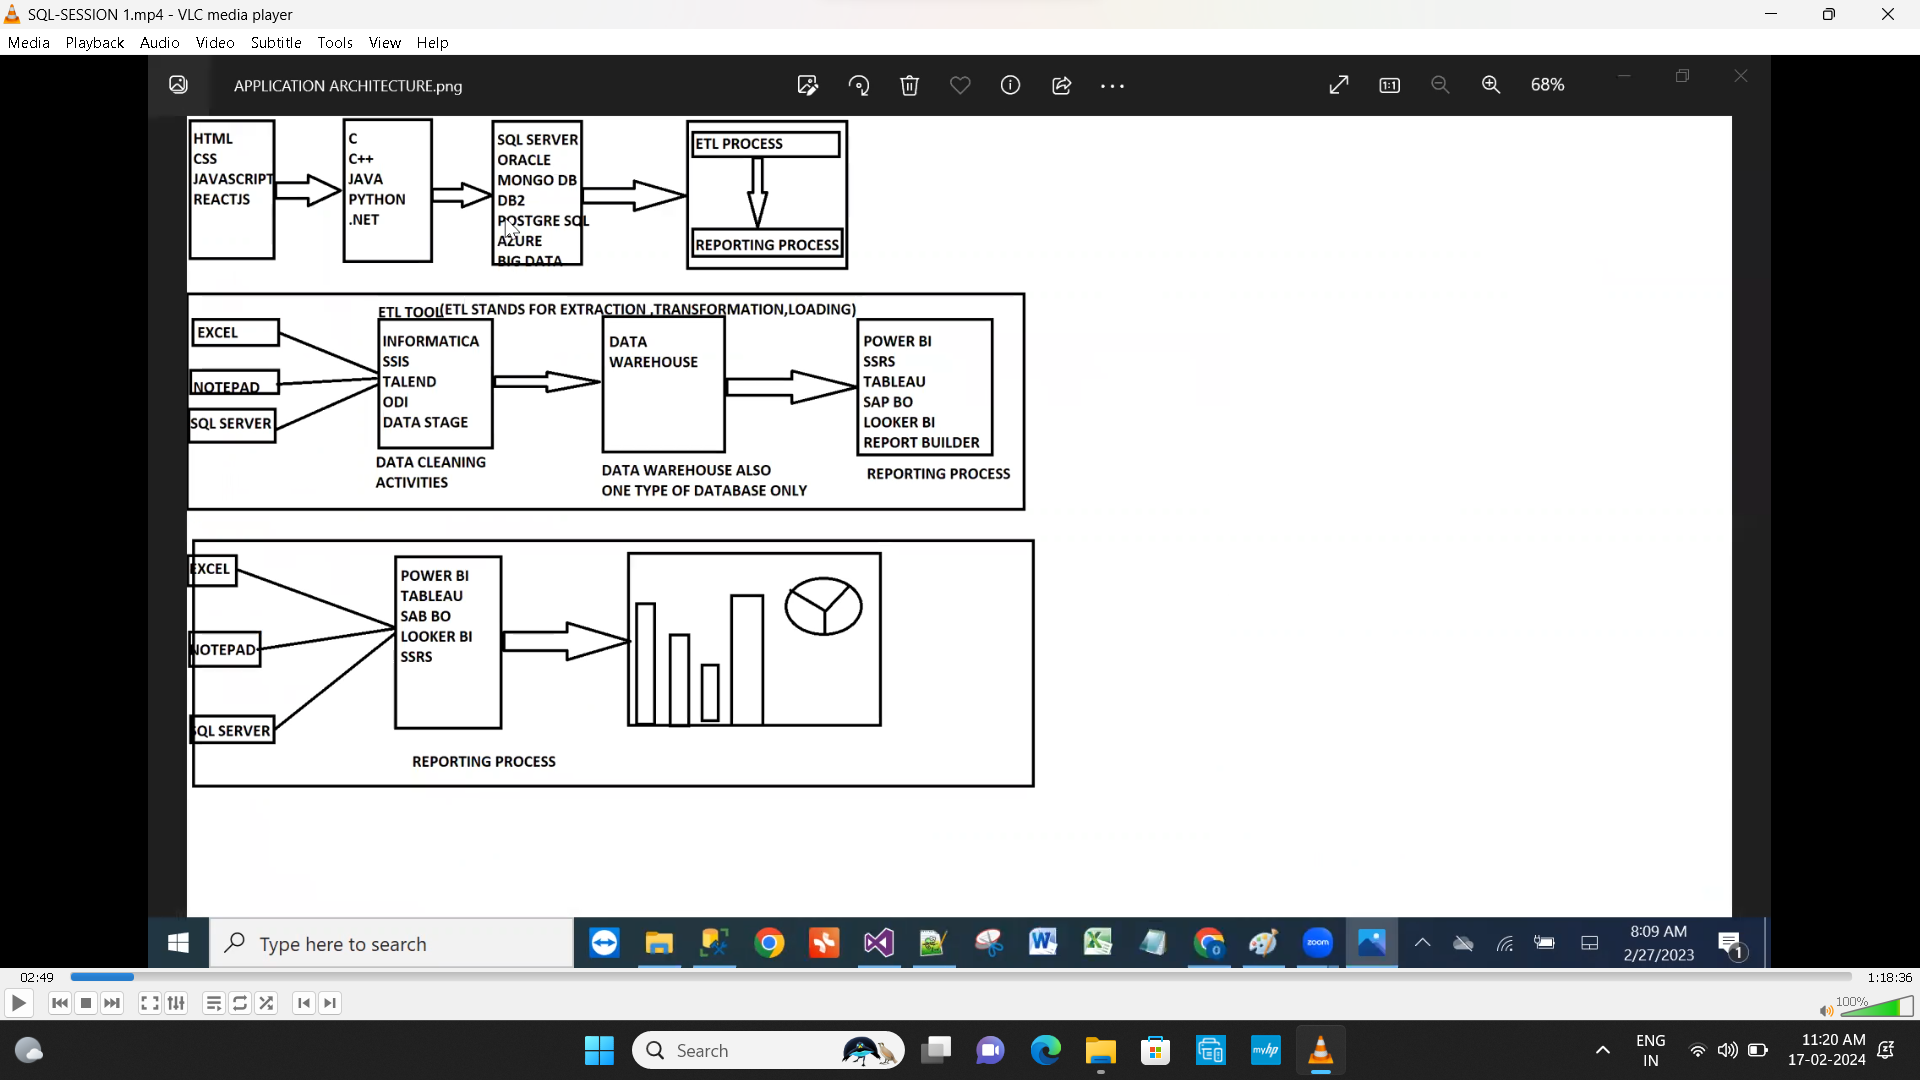 SQL-SESSION 1.mp4 - VLC media player
Media Playback Audio Video Subtitle Tools View Help
APPLICATION ARCHITECTURE.png
68%
HTML
CSS
JAVASCRIPT
REACTJS
C
C++
JAVA
PYTHON
.NET
SQL SERVER
ORACLE
MONGO DB
DB2
POSTGRE SQL
AZURE
BIG DATA
ETL PROCESS
REPORTING PROCESS
ETL TOOL(ETL STANDS FOR EXTRACTION ,TRANSFORMATION,LOADING)
EXCEL
NOTEPAD
SQL SERVER
INFORMATICA
SSIS
TALEND
ODI
DATA STAGE
DATA CLEANING
ACTIVITIES
DATA
WAREHOUSE
DATA WAREHOUSE ALSO
ONE TYPE OF DATABASE ONLY
POWER BI
SSRS
TABLEAU
SAP BO
LOOKER BI
REPORT BUILDER
REPORTING PROCESS
EXCEL
NOTEPAD
SQL SERVER
POWER BI
TABLEAU
SAB BO
LOOKER BI
SSRS
REPORTING PROCESS
Type here to search
zoom
8:09 AM
2/27/2023
1
02:49
1:18:36
100%
Search
myhp
ENG
IN
11:20 AM
17-02-2024